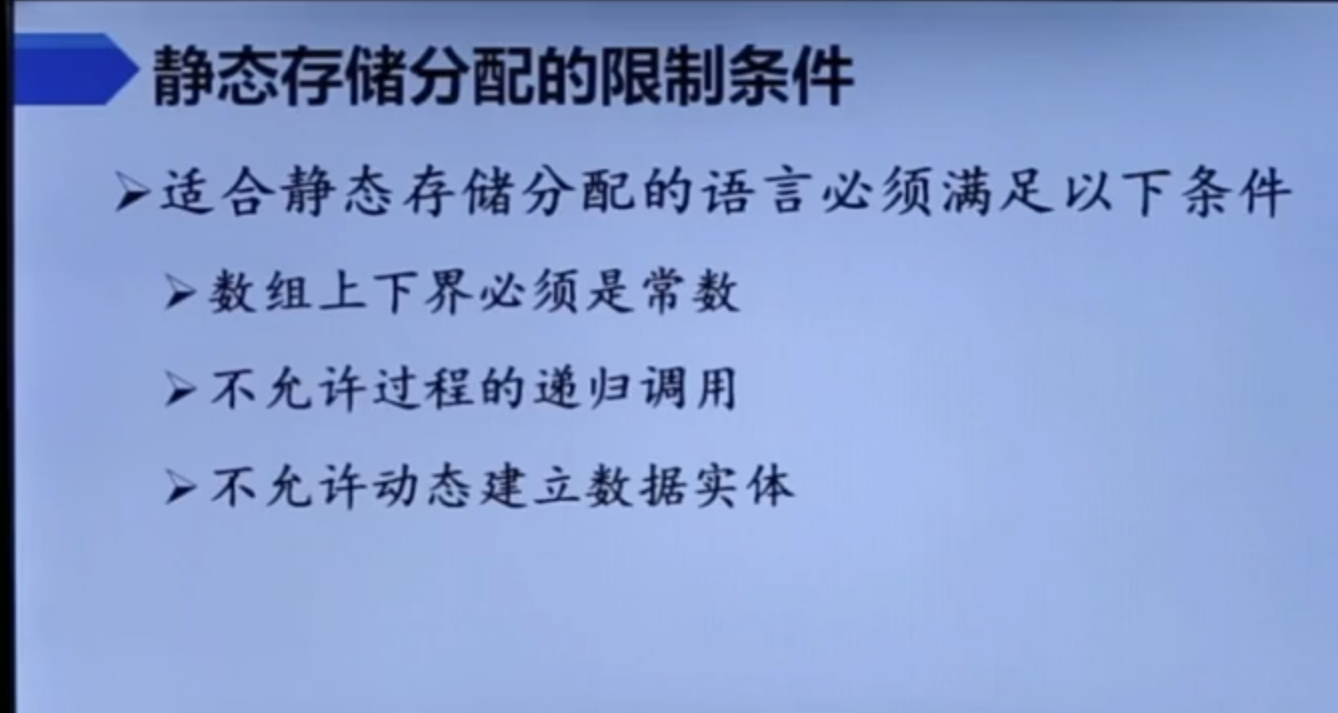 静态存储分配的限制条件
适合静态存储分配的语言必须满足以下条件
数组上下界必须是常数
不允许过程的递归调用
不允许动态建立数据实体